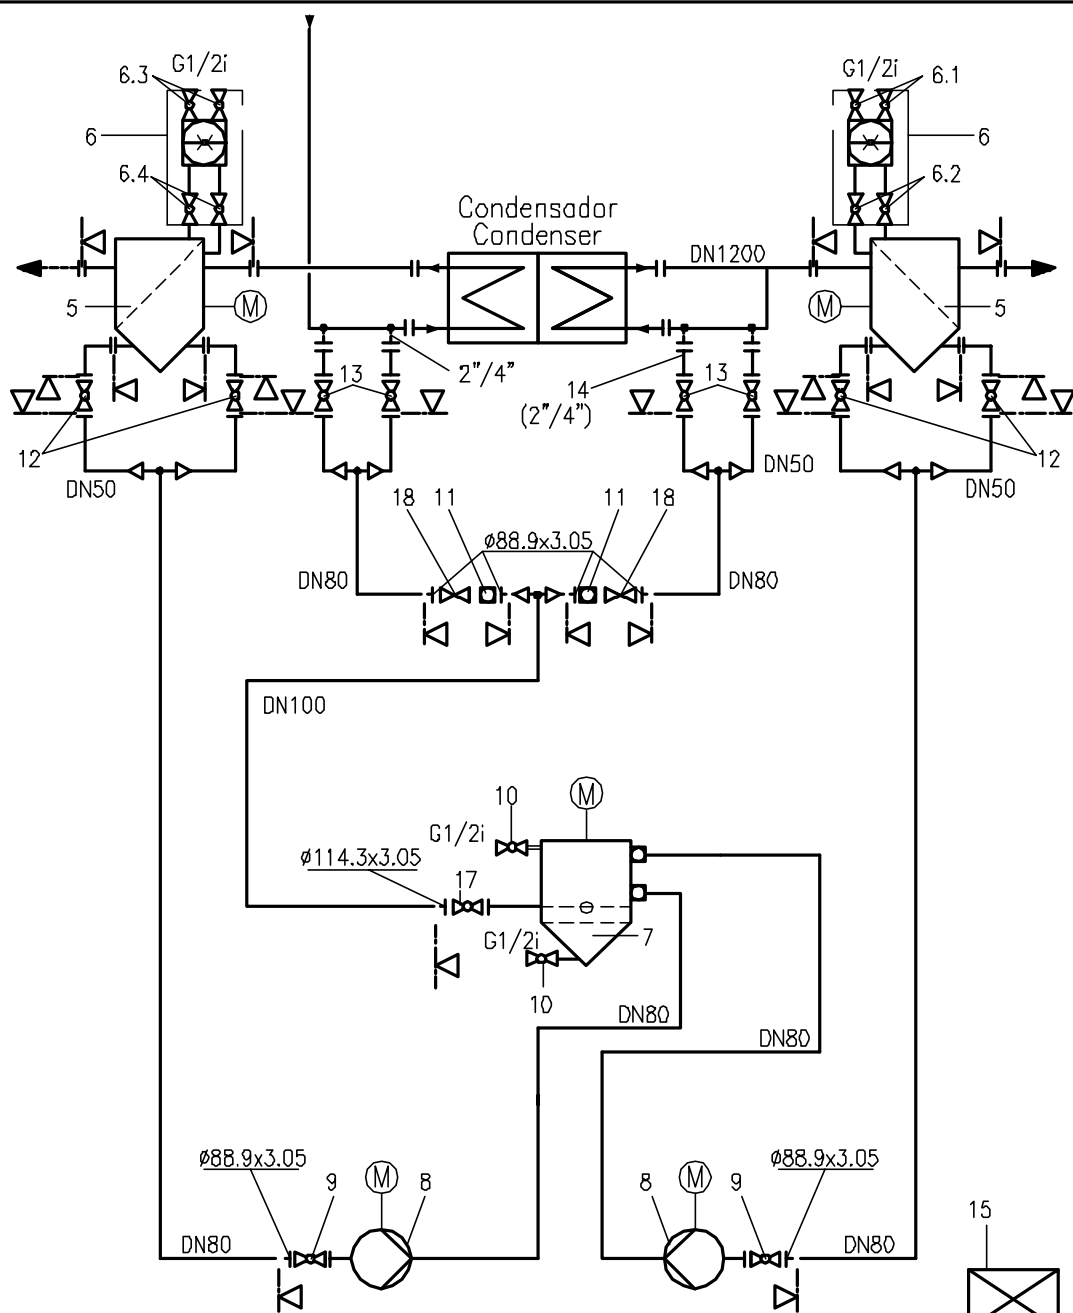 G1/2i
G1/2i
6.3
6.1
6
6
6.4
6.2
Condensador
Condenser
DN1200
5
M
M
5
2"/4"
13
14
13
(2"/4")
12
12
DN50
DN50
DN50
18
11
11
18
ø88.9x3.05
DN80
DN80
DN100
10
M
G1/2i
ø114.3x3.05
17
G1/2i
7
10
DN80
DN80
ø88.9x3.05
9
M
8
8
M
9
ø88.9x3.05
15
DN80
DN80